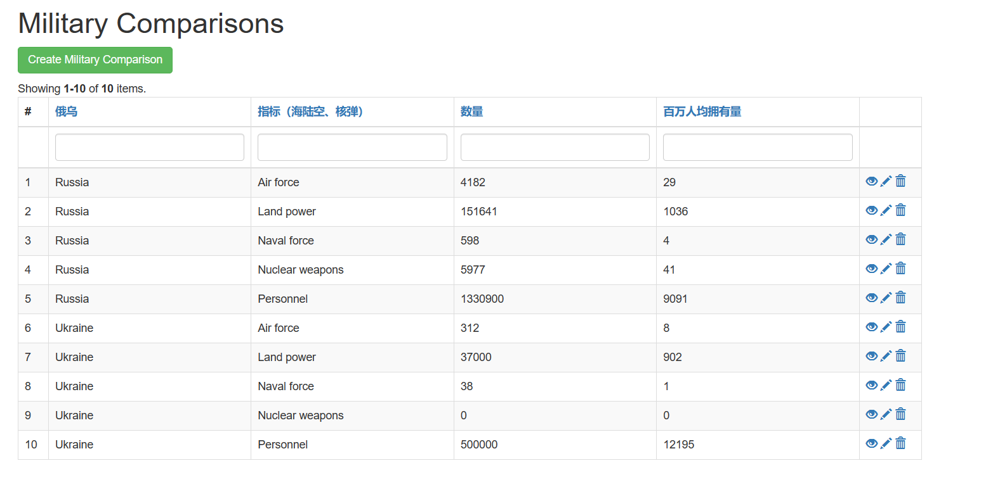 Military Comparisons
Create Military Comparison
Showing 1-10 of 10 items.
# 俄乌 指标（海陆空、核弹） 数量 百万人均拥有量
1 Russia Air force 4182 29
2 Russia Land power 151641 1036
3 Russia Naval force 598 4
4 Russia Nuclear weapons 5977 41
5 Russia Personnel 1330900 9091
6 Ukraine Air force 312 8
7 Ukraine Land power 37000 902
8 Ukraine Naval force 38 1
9 Ukraine Nuclear weapons 0 0
10 Ukraine Personnel 500000 12195